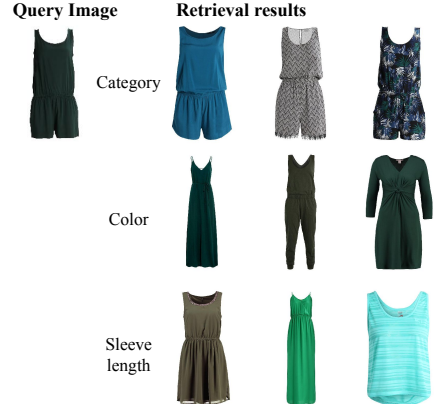 Query Image
Retrieval results
Category
Color
Sleeve
length